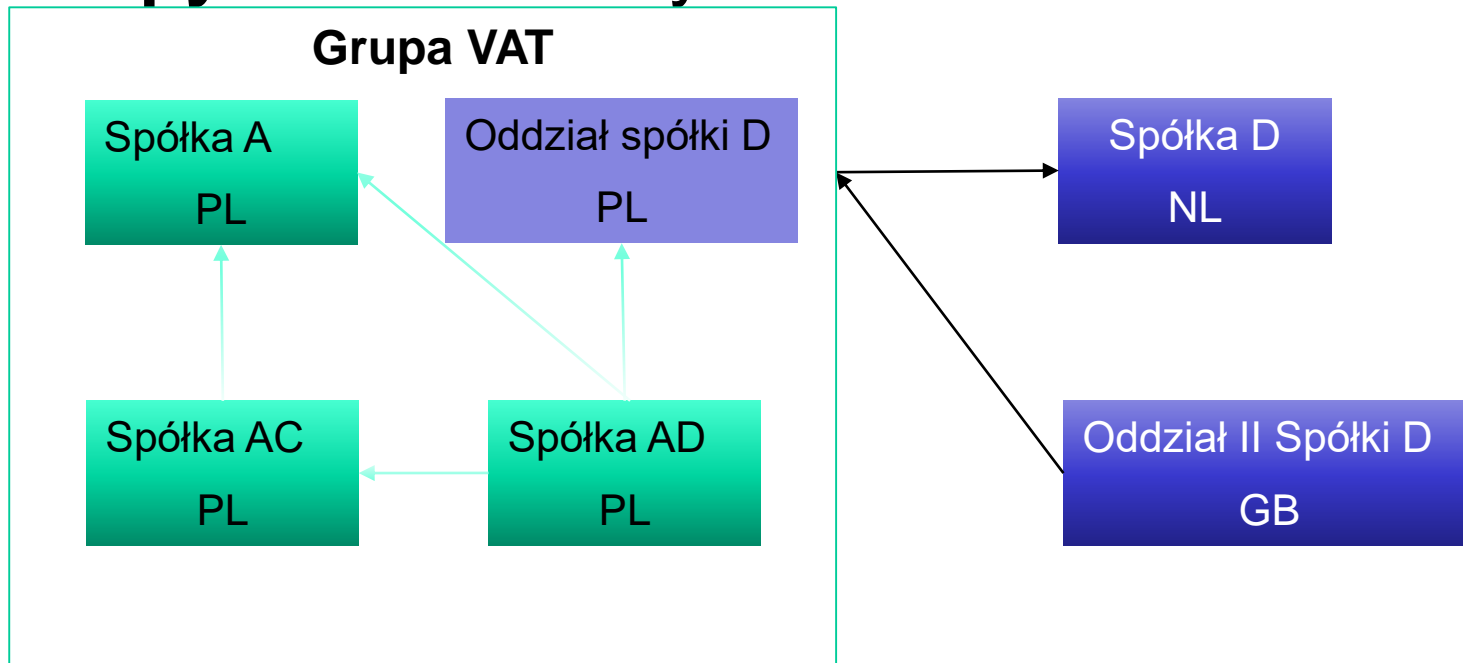 Grupa VAT
Spółka A
PL
Oddział spółki D
PL
Spółka D
NL
Spółka AC
PL
Spółka AD
PL
Oddział II Spółki D
GB